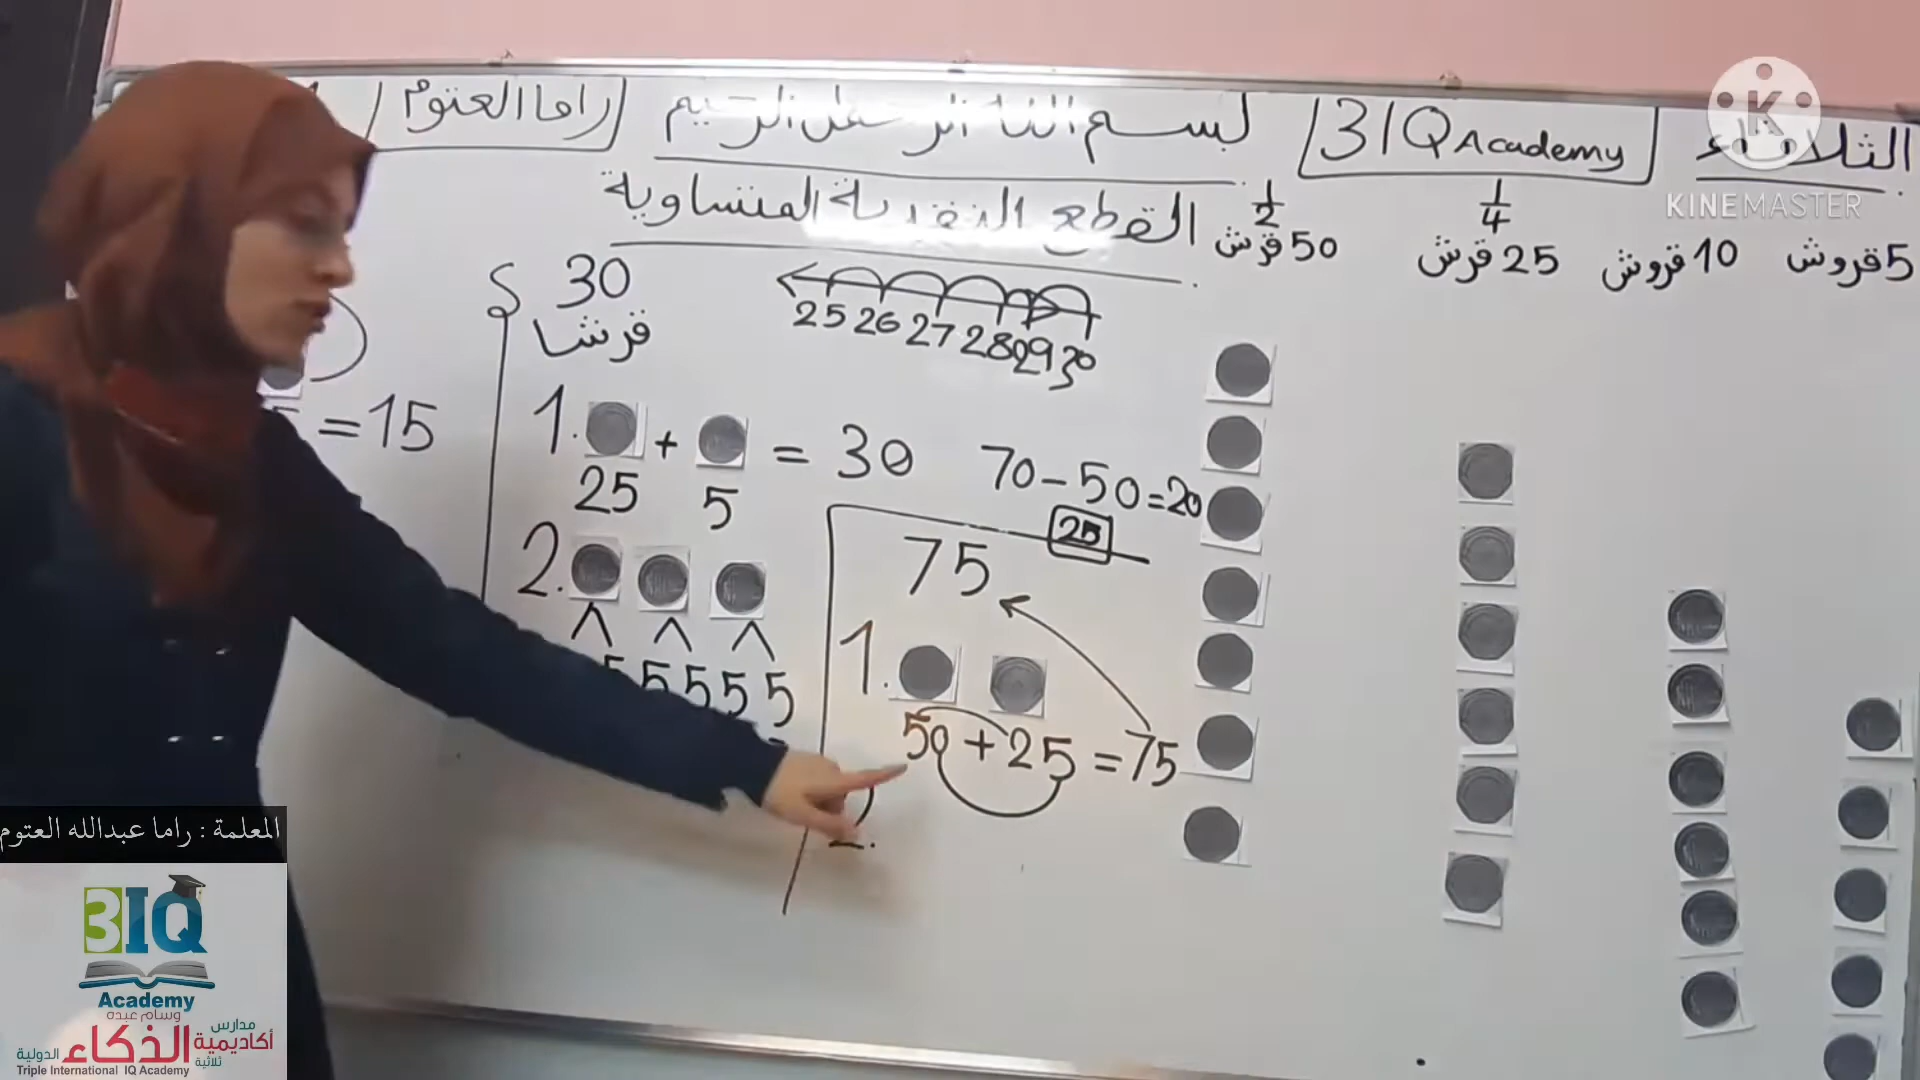 الثلاثاء
3IQ Academy
بسم الله الرحمن الرحيم
راما العتوم
KINEMASTER
القطع النقدية المتساوية
1/2
50 قرش
1/4
25 قرش
10 قروش
5 قروش
30
قرشا
25 26 27 28 29 30
= 15
1. + = 30
25 5
70 - 50 = 20
25
75
2.
5 5 5 5 5
1.
50 + 25 = 75
2.
المعلمة : راما عبدالله العتوم
3IQ
Academy
وسام عبده
مدارس
أكاديمية الذكاء الدولية
ثلاثية
Triple International IQ Academy